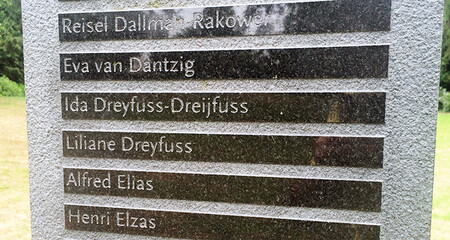 Reisel Dallman-Rakower
Eva van Dantzig
Ida Dreyfuss-Dreijfuss
Liliane Dreyfuss
Alfred Elias
Henri Elzas